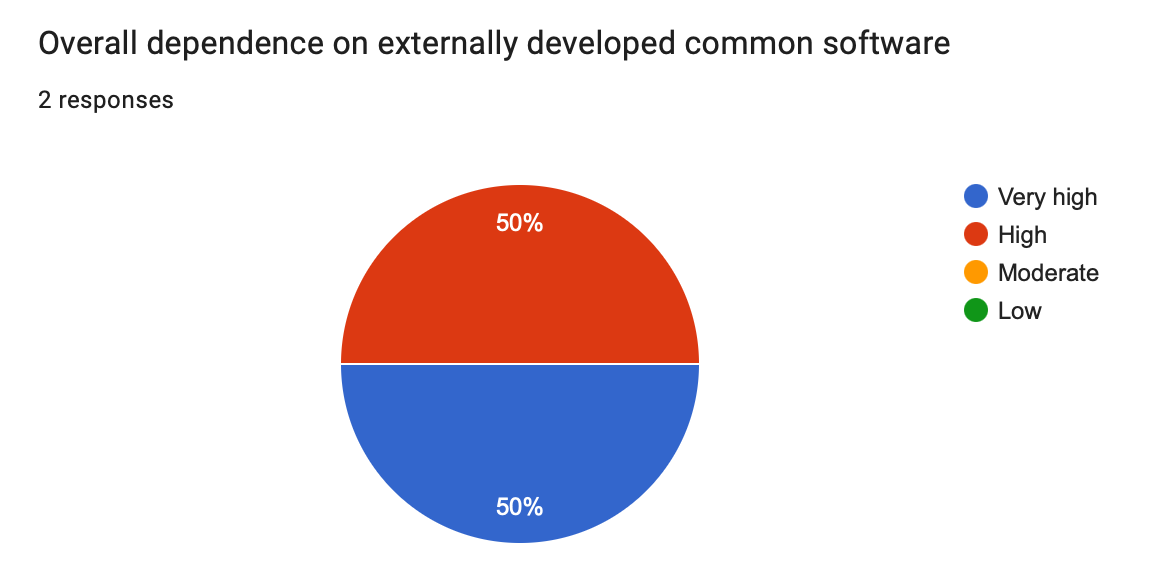 Overall dependence on externally developed common software
2 responses
50%
50%
Very high
High
Moderate
Low